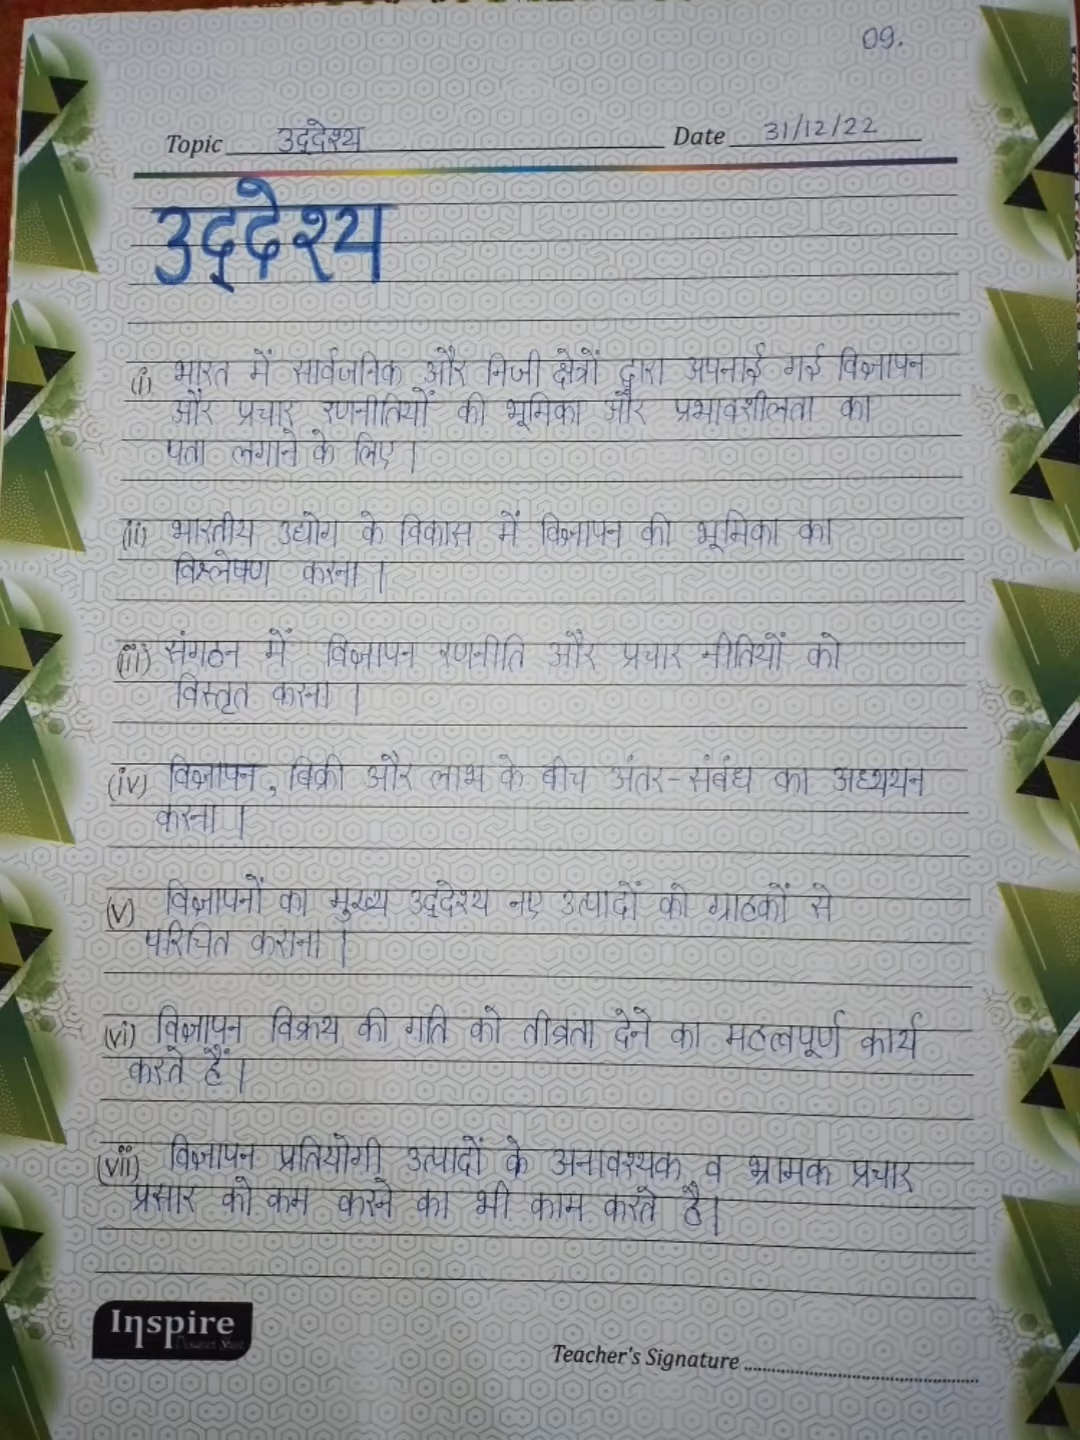 09.
Topic उद्देश्य Date 31/12/22
उद्देश्य
(i) भारत में सार्वजनिक और निजी क्षेत्रों द्वारा अपनाई गई विज्ञापन
और प्रचार रणनीतियों की भूमिका और प्रभावशीलता का
पता लगाने के लिए।
(ii) भारतीय उद्योग के विकास में विज्ञापन की भूमिका का
विश्लेषण करना।
(iii) संगठन में विज्ञापन रणनीति और प्रचार नीतियों को
विस्तृत करना।
(iv) विज्ञापन, बिक्री और लाभ के बीच अंतर-संबंध का अध्ययन
करना।
(v) विज्ञापनों का मुख्य उद्देश्य नए उत्पादों को ग्राहकों से
परिचित कराना।
(vi) विज्ञापन विक्रय की गति को तीव्रता देने का महत्वपूर्ण कार्य
करते हैं।
(vii) विज्ञापन प्रतियोगी उत्पादों के अनावश्यक व भ्रामक प्रचार
प्रसार को कम करने का भी काम करते है।
Inspire
Teacher's Signature